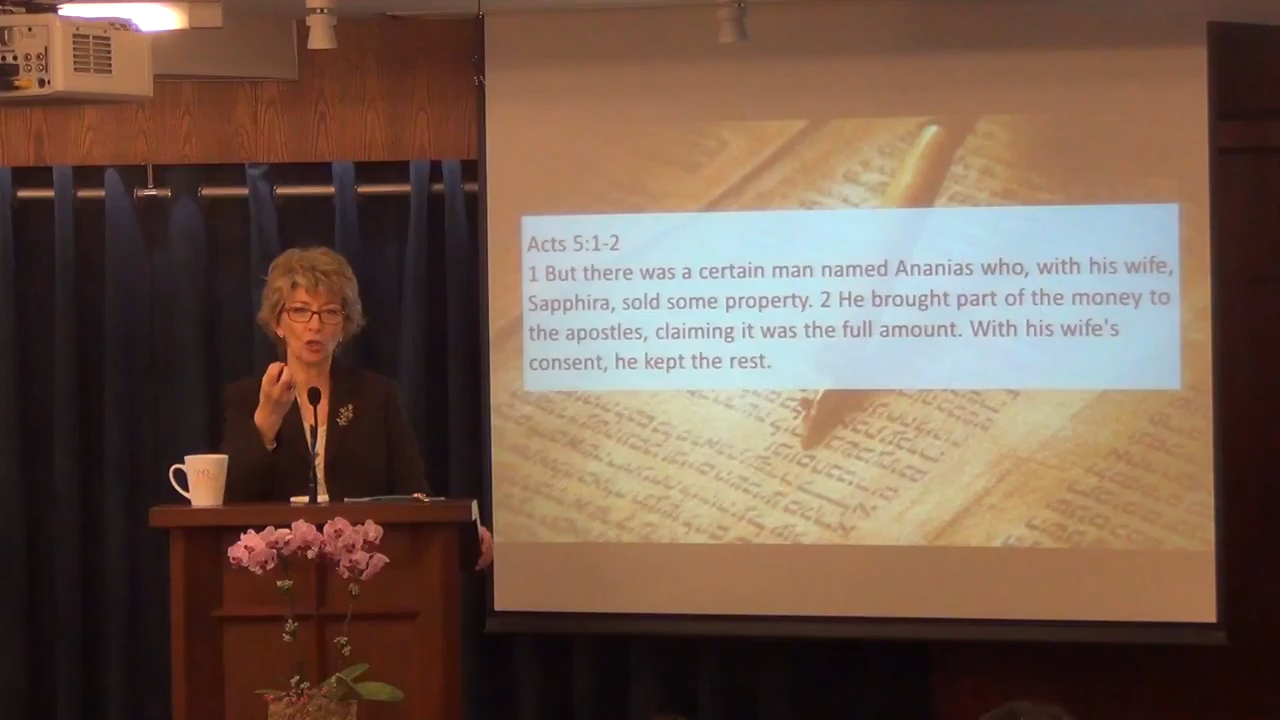 Acts 5:1-2
1 But there was a certain man named Ananias who, with his wife,
Sapphira, sold some property. 2 He brought part of the money to
the apostles, claiming it was the full amount. With his wife's
consent, he kept the rest.